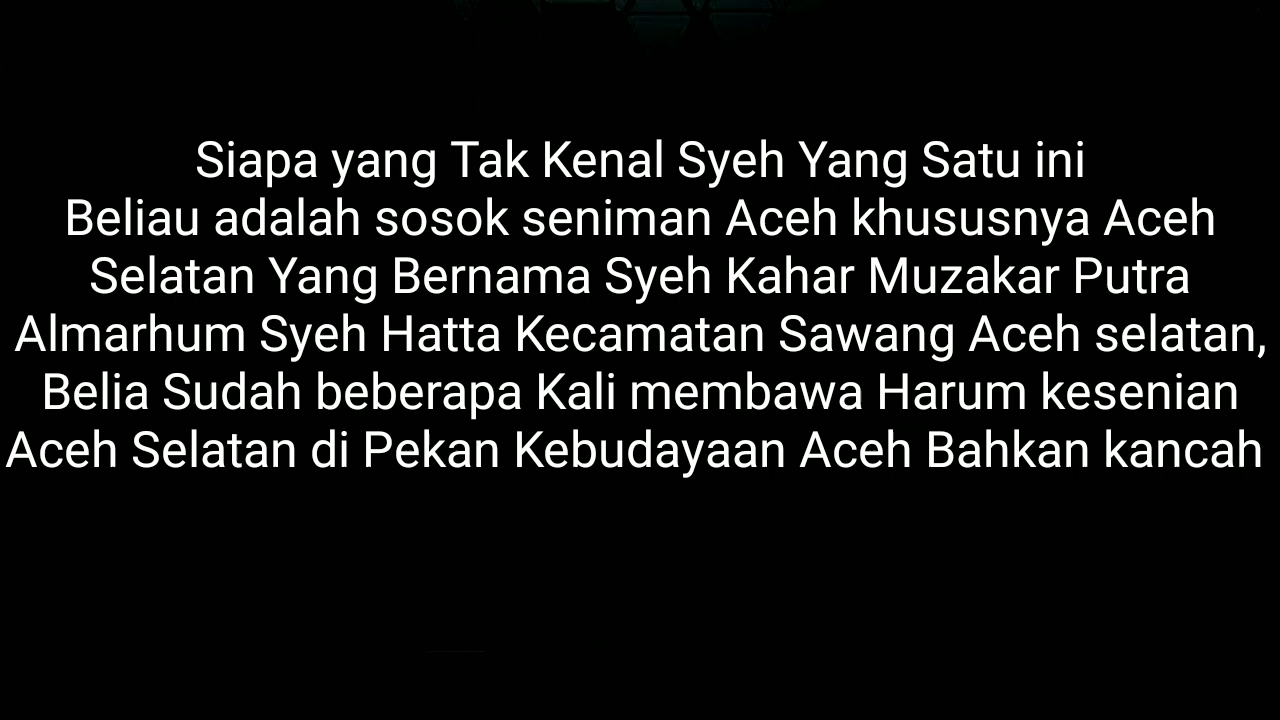 Siapa yang Tak Kenal Syeh Yang Satu ini
Beliau adalah sosok seniman Aceh khususnya Aceh
Selatan Yang Bernama Syeh Kahar Muzakar Putra
Almarhum Syeh Hatta Kecamatan Sawang Aceh selatan,
Belia Sudah beberapa Kali membawa Harum kesenian
Aceh Selatan di Pekan Kebudayaan Aceh Bahkan kancah